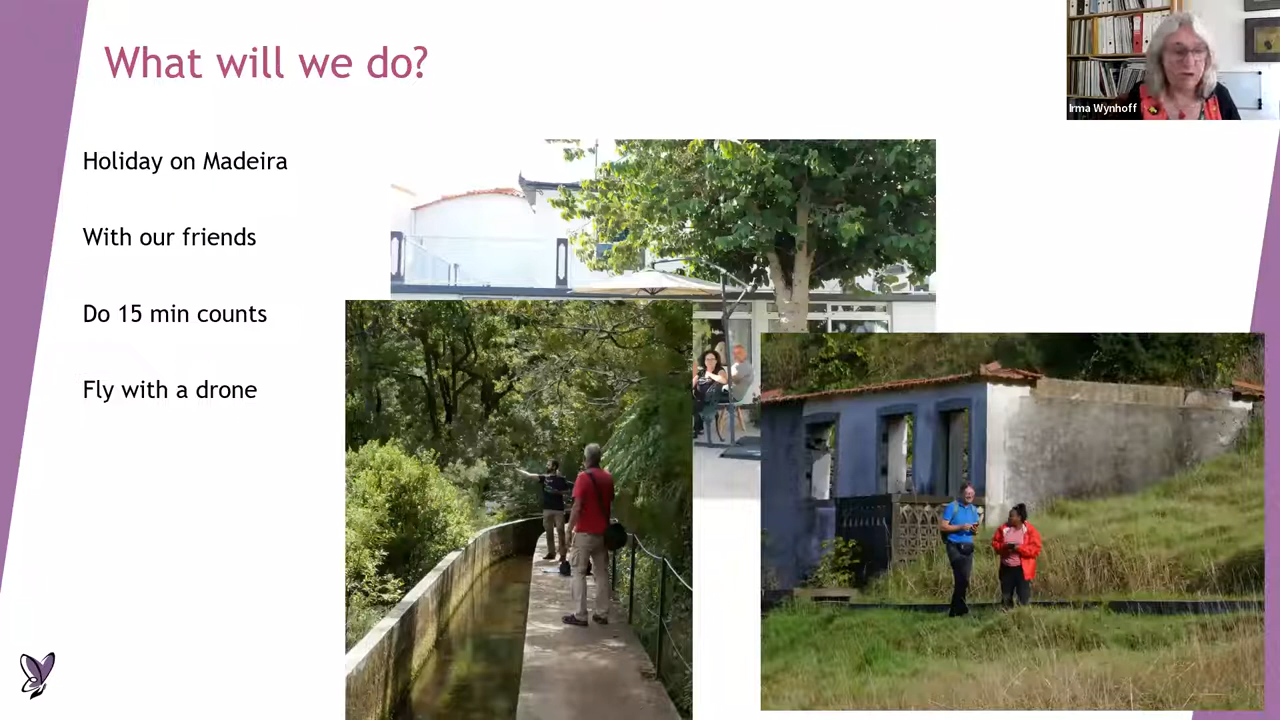 What will we do?
Irma Wynhoff
Holiday on Madeira
With our friends
Do 15 min counts
Fly with a drone